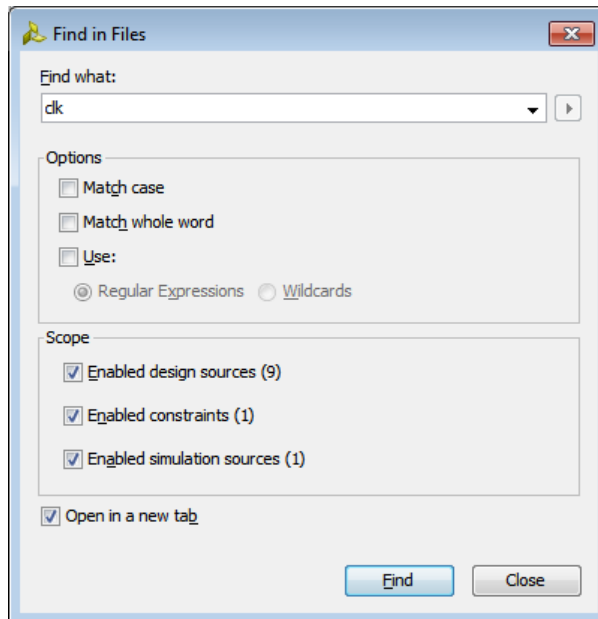 Find in Files
Find what:
clk
Options
Match case
Match whole word
Use:
Regular Expressions Wildcards
Scope
Enabled design sources (9)
Enabled constraints (1)
Enabled simulation sources (1)
Open in a new tab
Find Close